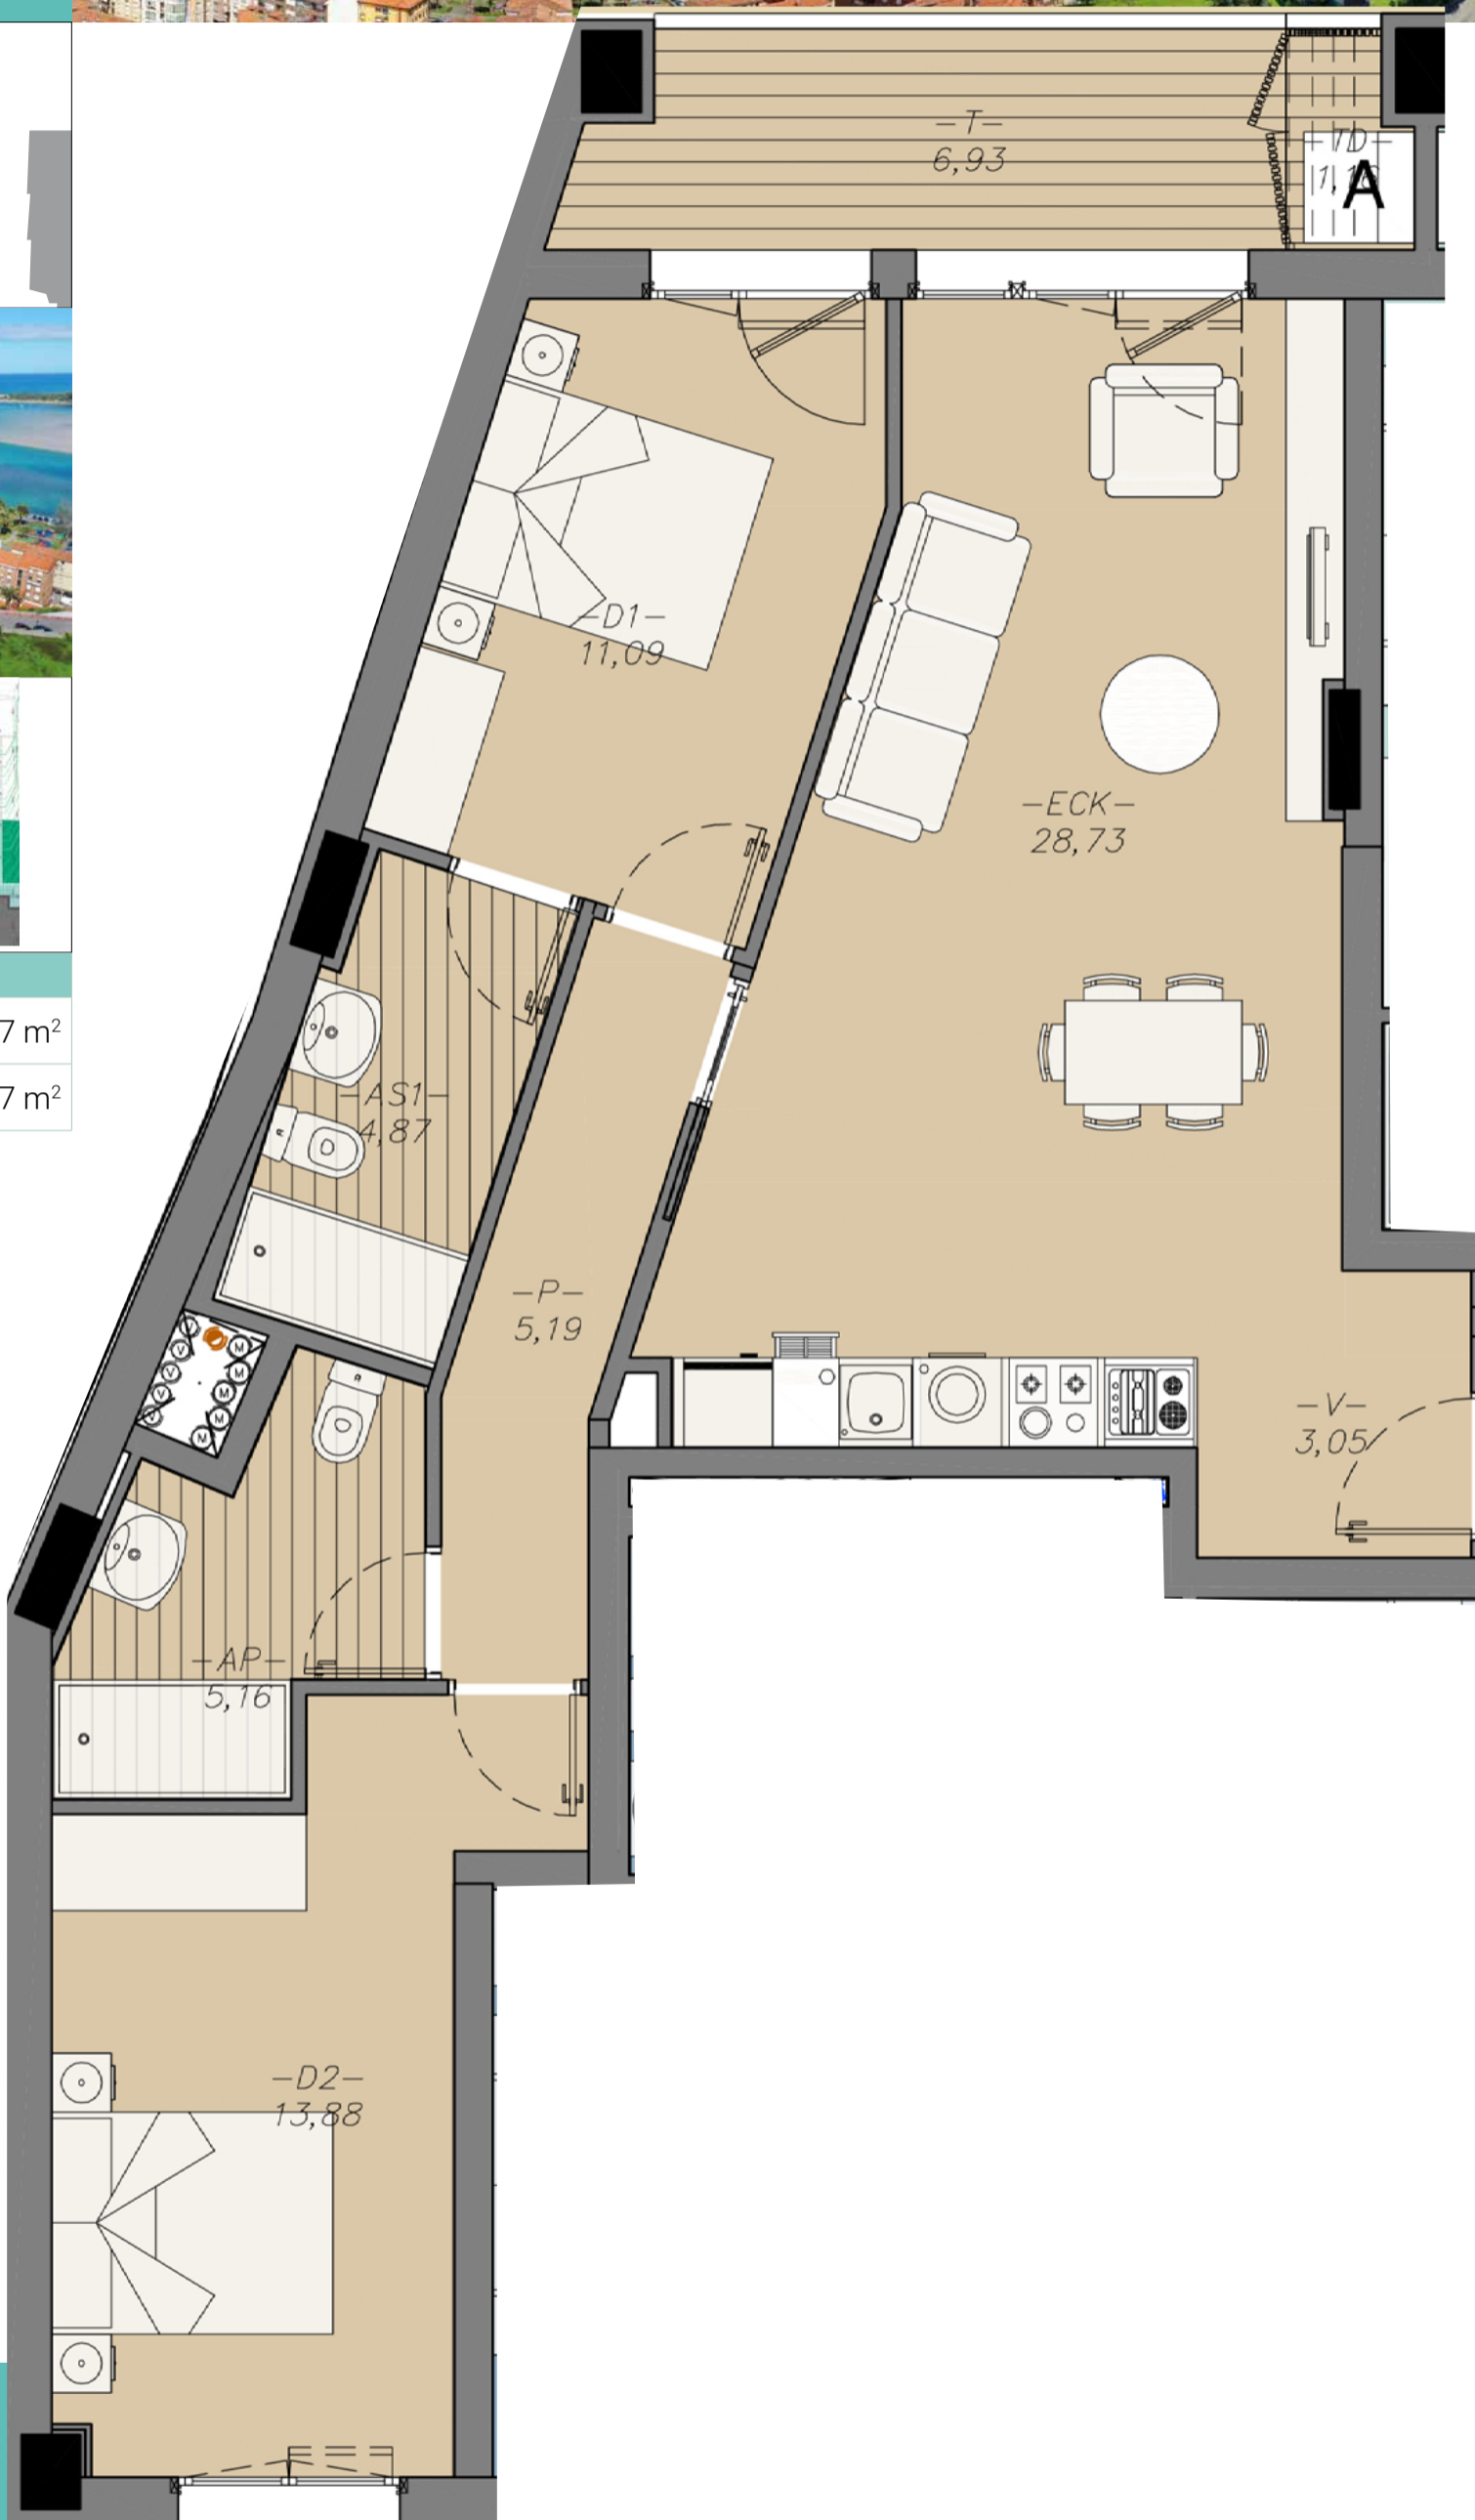 -T-
6,93
-TD-
A
-D1-
11,09
-ECK-
28,73
7 m²
7 m²
-AS1-
4,87
-P-
5,19
V
V
V
V
V
M
M
M
M
M
-V-
3,05
-AP-
5,16
-D2-
13,88